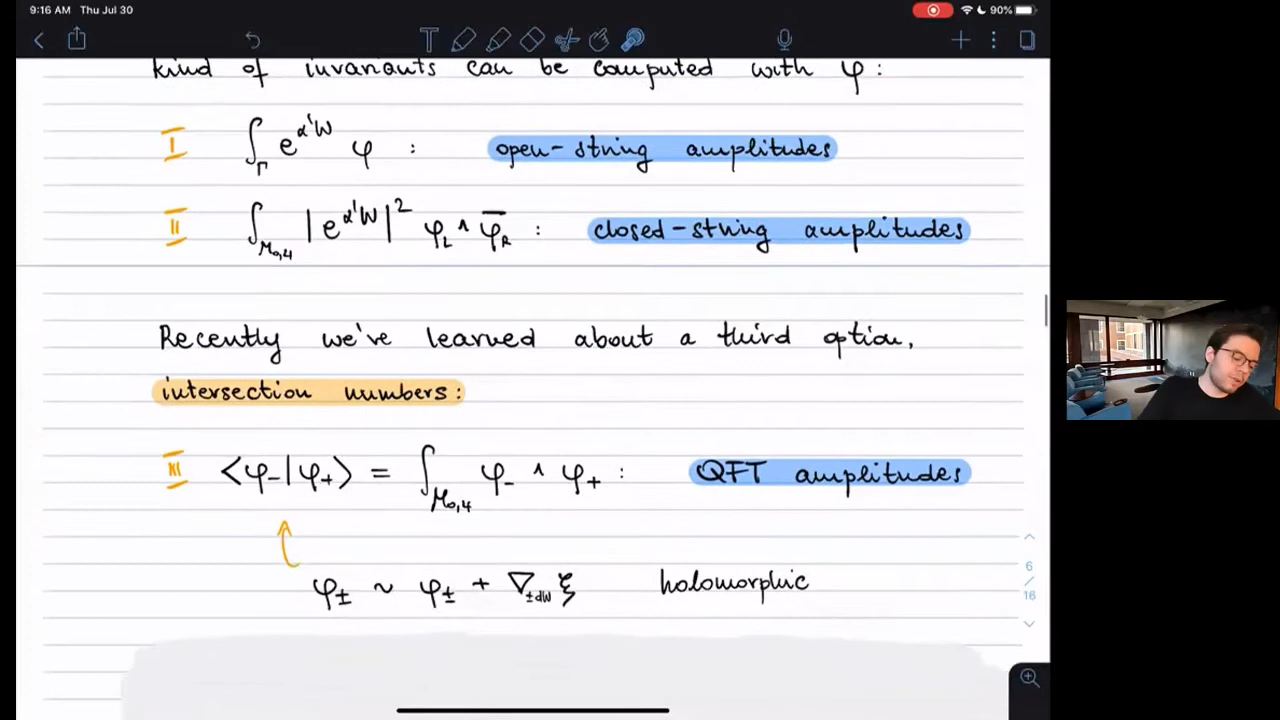 9:16 AM Thu Jul 30
90%
kind of invariants can be computed with φ :
I ∫_Γ e^{α'W} φ : open-string amplitudes
II ∫_{M_{0,4}} |e^{α'W}|² φ_L ∧ \overline{φ_R} : closed-string amplitudes
Recently we've learned about a third option,
intersection numbers:
III <φ_-|φ_+> = ∫_{M_{0,4}} φ_- ∧ φ_+ : QFT amplitudes
φ_± ~ φ_± + ∇_{±dW} ξ holomorphic
6
/
16